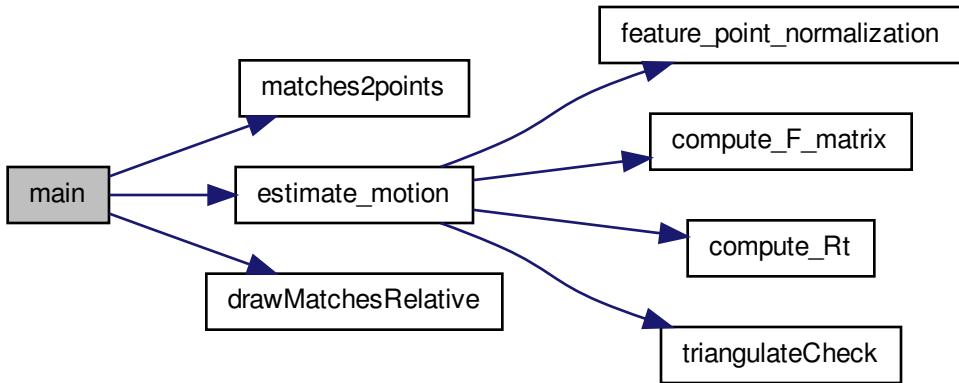 main
matches2points
estimate_motion
drawMatchesRelative
feature_point_normalization
compute_F_matrix
compute_Rt
triangulateCheck